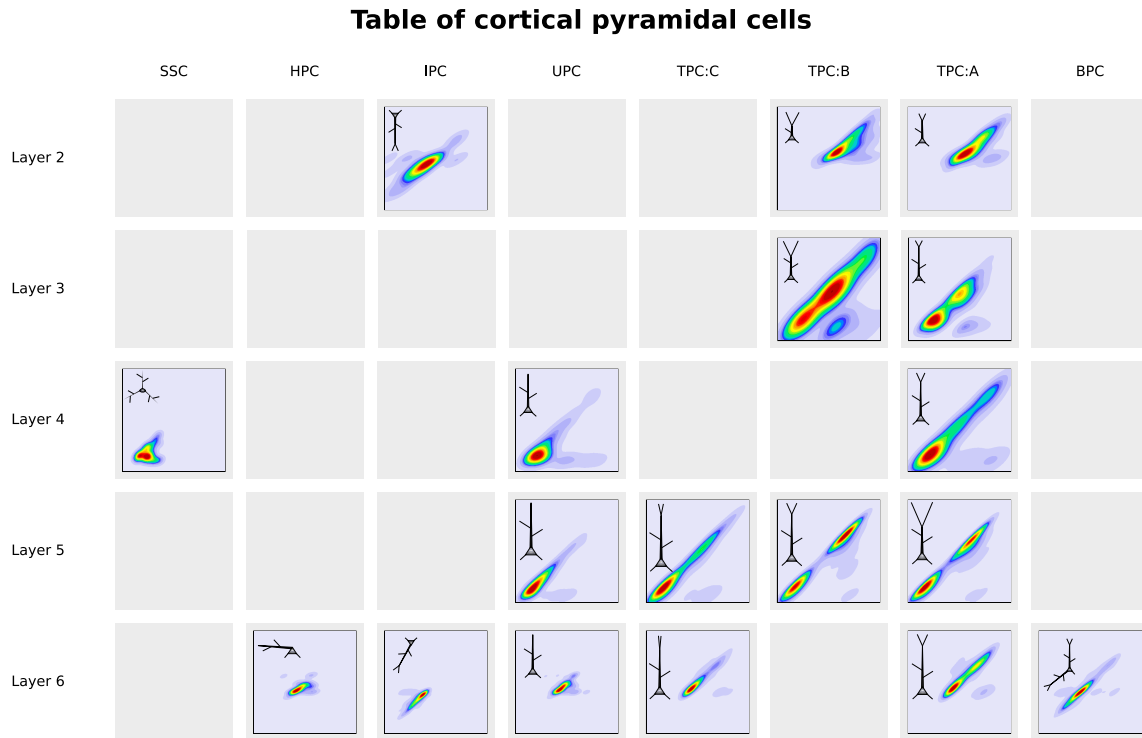 Table of cortical pyramidal cells
SSC HPC IPC UPC TPC:C TPC:B TPC:A BPC
Layer 2
Layer 3
Layer 4
Layer 5
Layer 6